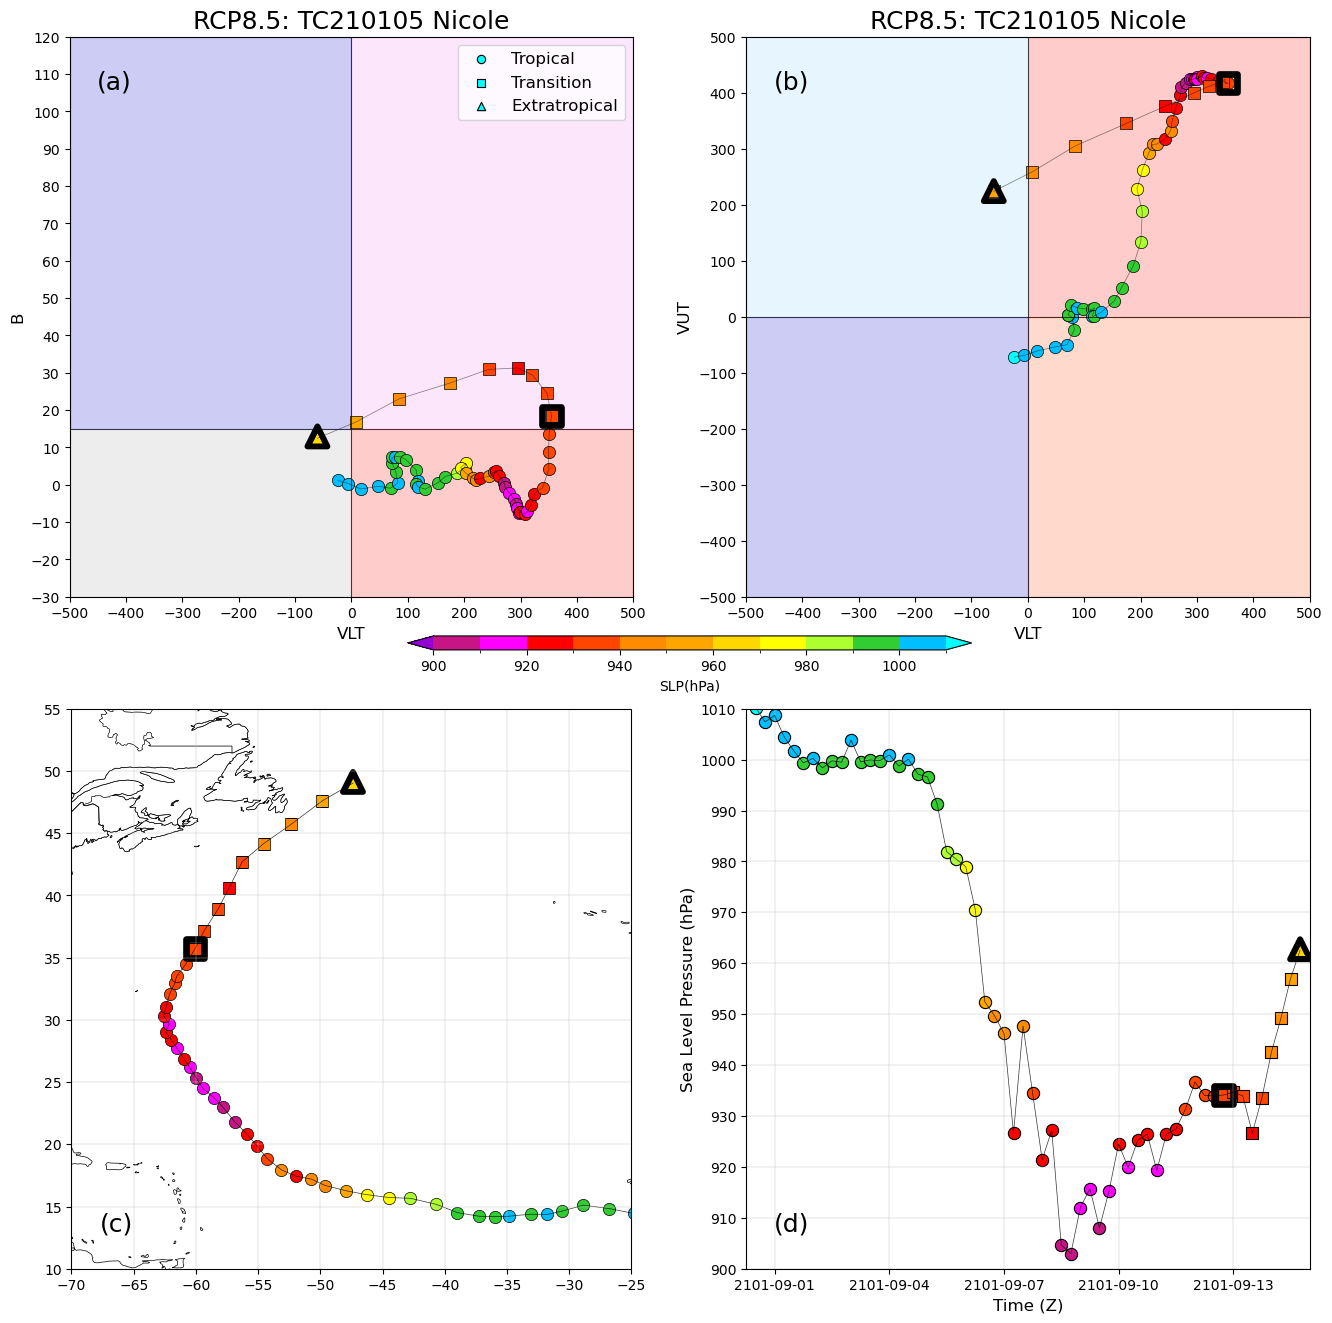 RCP8.5: TC210105 Nicole
RCP8.5: TC210105 Nicole
(a)
Tropical
Transition
Extratropical
120
110
100
90
80
70
60
50
40
30
20
10
0
−10
−20
−30
B
−500 −400 −300 −200 −100 0 100 200 300 400 500
VLT
(b)
500
400
300
200
100
0
−100
−200
−300
−400
−500
VUT
−500 −400 −300 −200 −100 0 100 200 300 400 500
VLT
900 920 940 960 980 1000
SLP(hPa)
55
50
45
40
35
30
25
20
15
10
(c)
−70 −65 −60 −55 −50 −45 −40 −35 −30 −25
1010
1000
990
980
970
960
950
940
930
920
910
900
Sea Level Pressure (hPa)
(d)
2101-09-01 2101-09-04 2101-09-07 2101-09-10 2101-09-13
Time (Z)